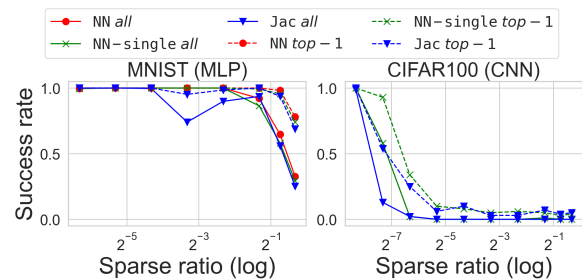 NN all Jac all NN-single top-1
NN-single all NN top-1 Jac top-1
MNIST (MLP) CIFAR100 (CNN)
Success rate
1.0 1.0
0.5 0.5
0.0 0.0
2^-5 2^-3 2^-1 2^-7 2^-5 2^-3 2^-1
Sparse ratio (log) Sparse ratio (log)